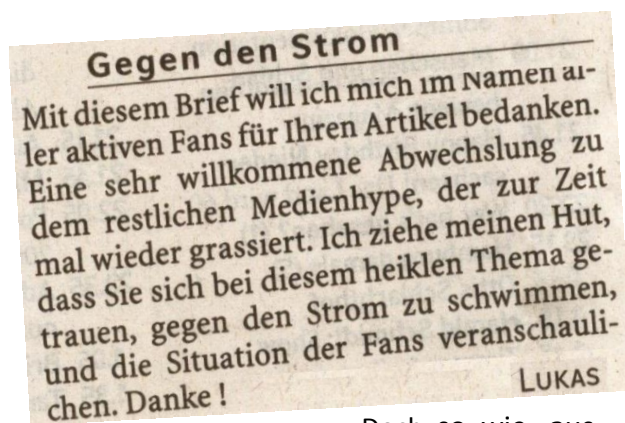 Gegen den Strom
Mit diesem Brief will ich mich im Namen al-
ler aktiven Fans für Ihren Artikel bedanken.
Eine sehr willkommene Abwechslung zu
dem restlichen Medienhype, der zur Zeit
mal wieder grassiert. Ich ziehe meinen Hut,
dass Sie sich bei diesem heiklen Thema ge-
trauen, gegen den Strom zu schwimmen,
und die Situation der Fans veranschauli-
chen. Danke !
LUKAS